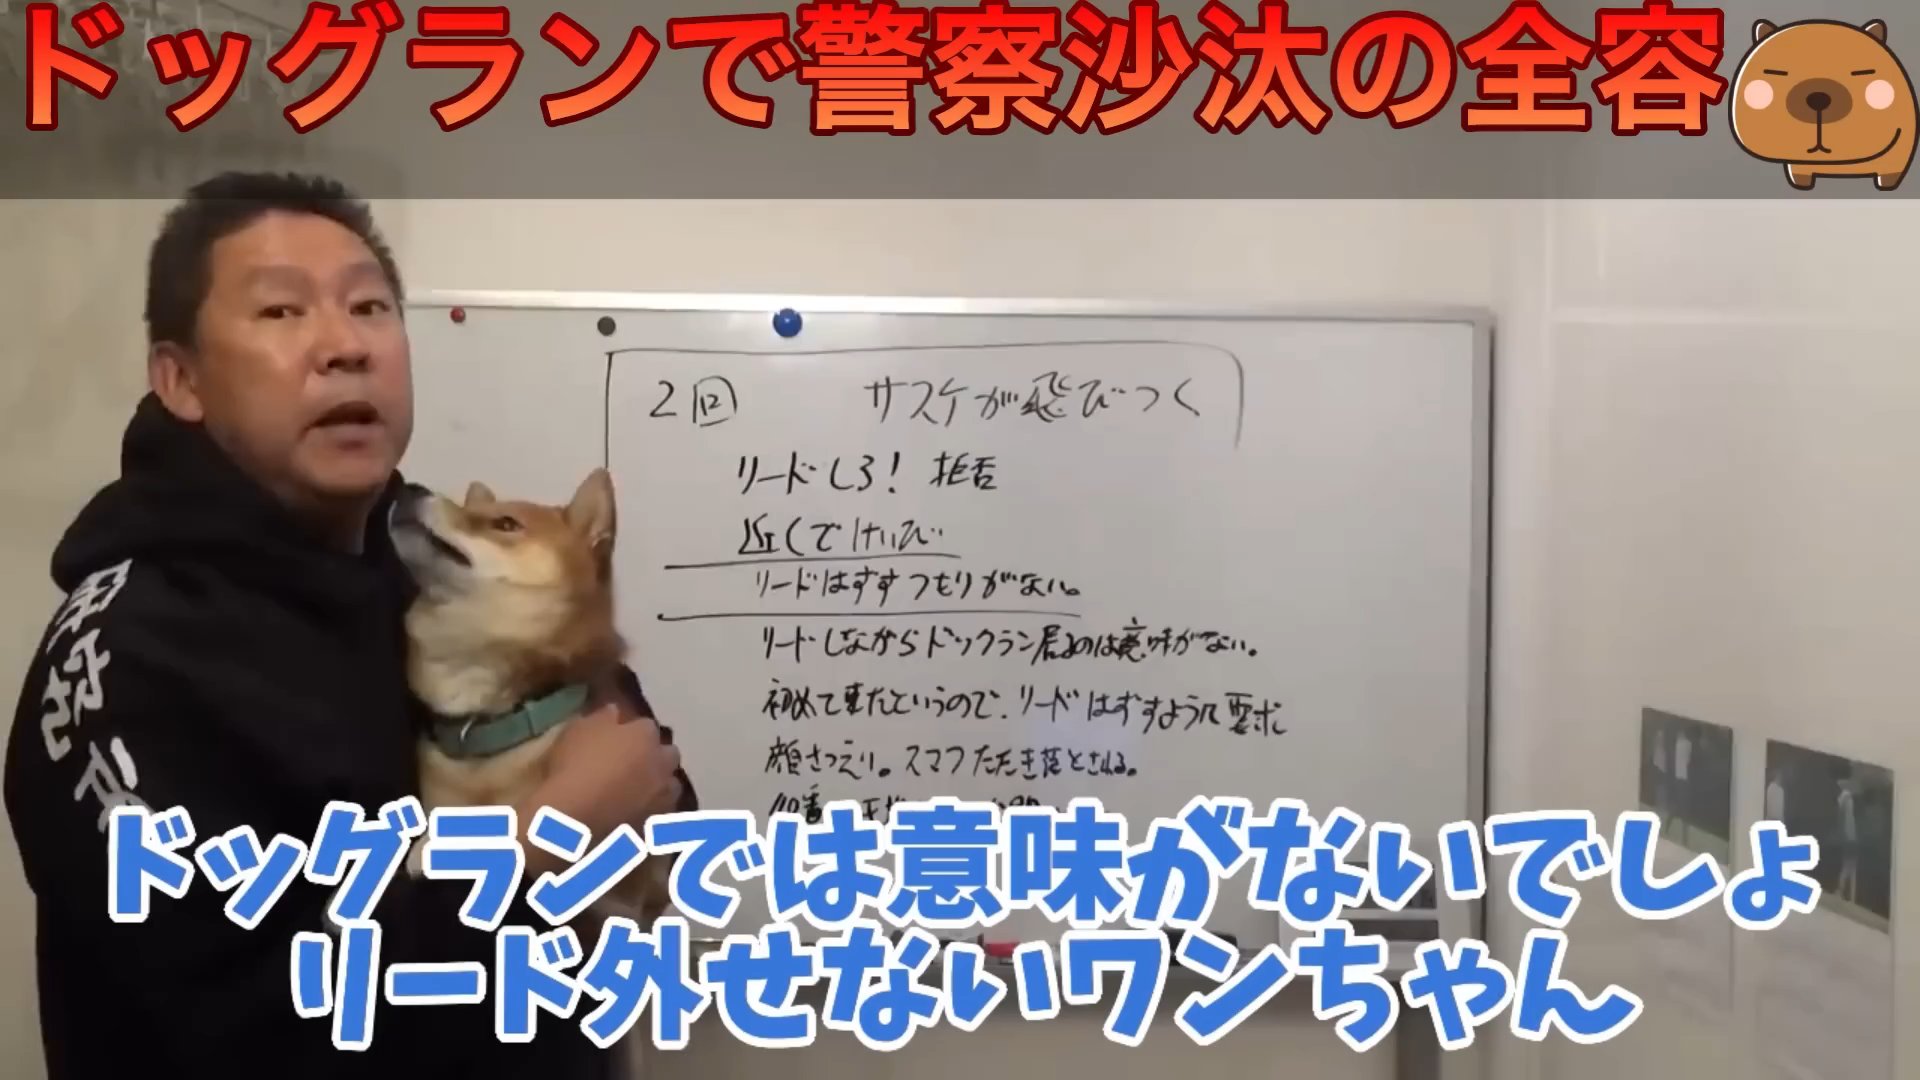 ドッグランで警察沙汰の全容
2回 サスケが飛びつく
リードしろ! 拒否
近くでけいび
リードはずすつもりがない。
リードしながらドックラン居るのは意味がない。
初めて来たというので、リードはずすように要求
顔さつえい。スマフたたき落とされる。
110番
ドッグランでは意味がないでしょ
リード外せないワンちゃん